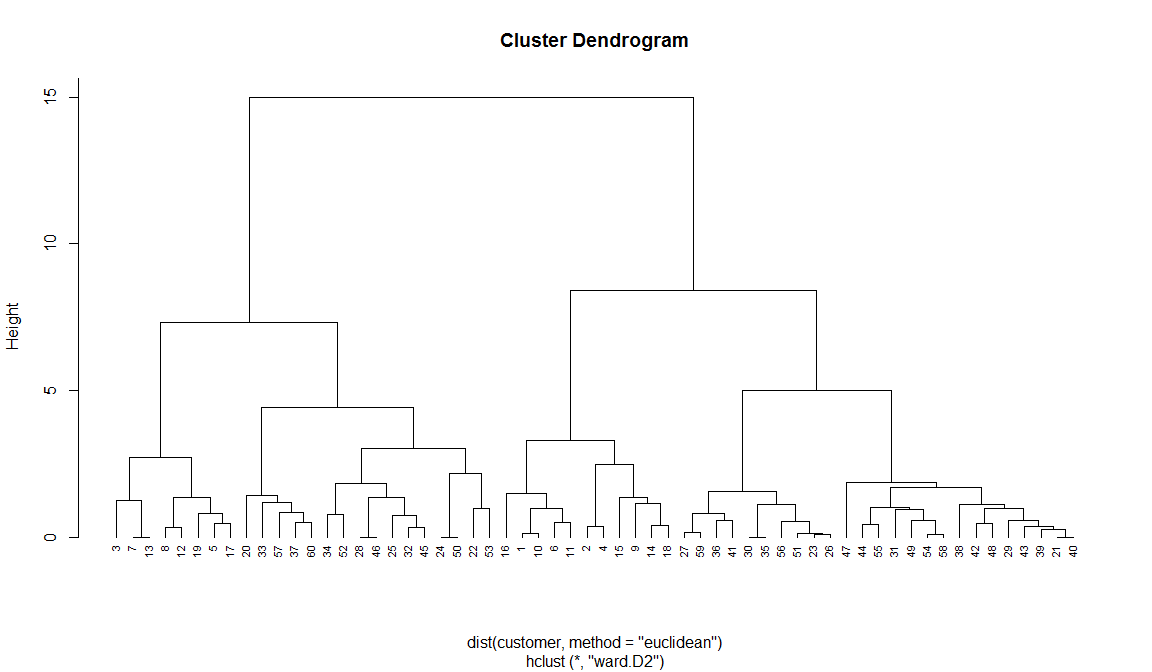 Cluster Dendrogram
15
10
5
0
Height
3 7 13 8 12 19 5 17 20 33 57 37 60 34 52 28 46 25 32 45 24 50 22 53 16 1 10 6 11 2 4 15 9 14 18 27 59 36 41 30 35 56 51 23 26 47 44 55 31 49 54 58 38 42 48 29 43 39 21 40
dist(customer, method = "euclidean")
hclust (*, "ward.D2")